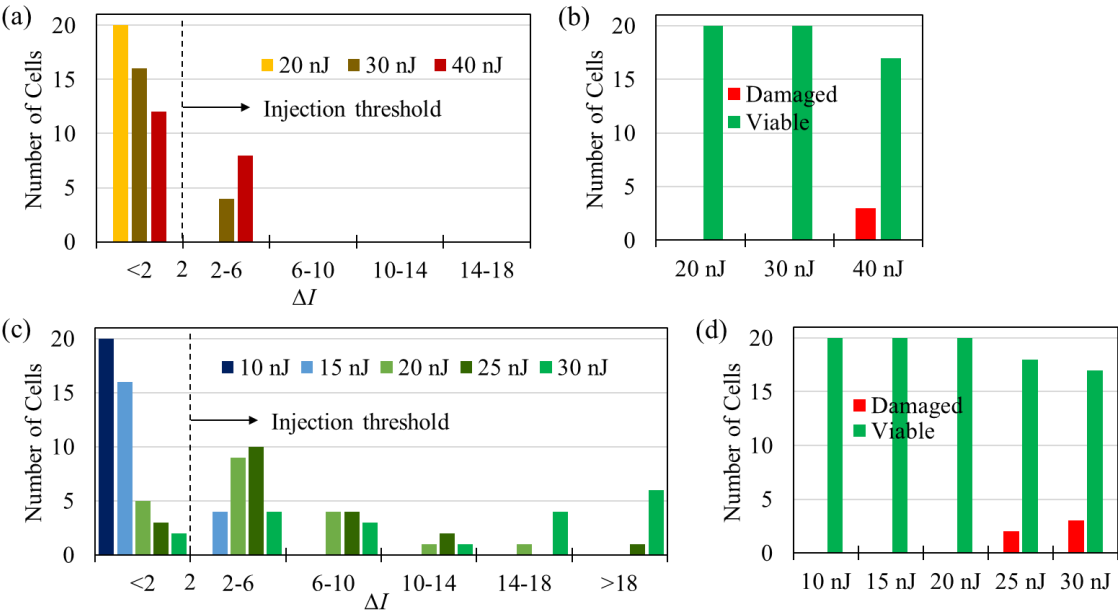 (a)
Number of Cells
20
15
10
5
0
20 nJ 30 nJ 40 nJ
Injection threshold
<2 2 2-6 6-10 10-14 14-18
ΔI
(b)
Number of Cells
20
15
10
5
0
Damaged
Viable
20 nJ 30 nJ 40 nJ
(c)
Number of Cells
20
15
10
5
0
10 nJ 15 nJ 20 nJ 25 nJ 30 nJ
Injection threshold
<2 2 2-6 6-10 10-14 14-18 >18
ΔI
(d)
Number of Cells
20
15
10
5
0
Damaged
Viable
10 nJ 15 nJ 20 nJ 25 nJ 30 nJ